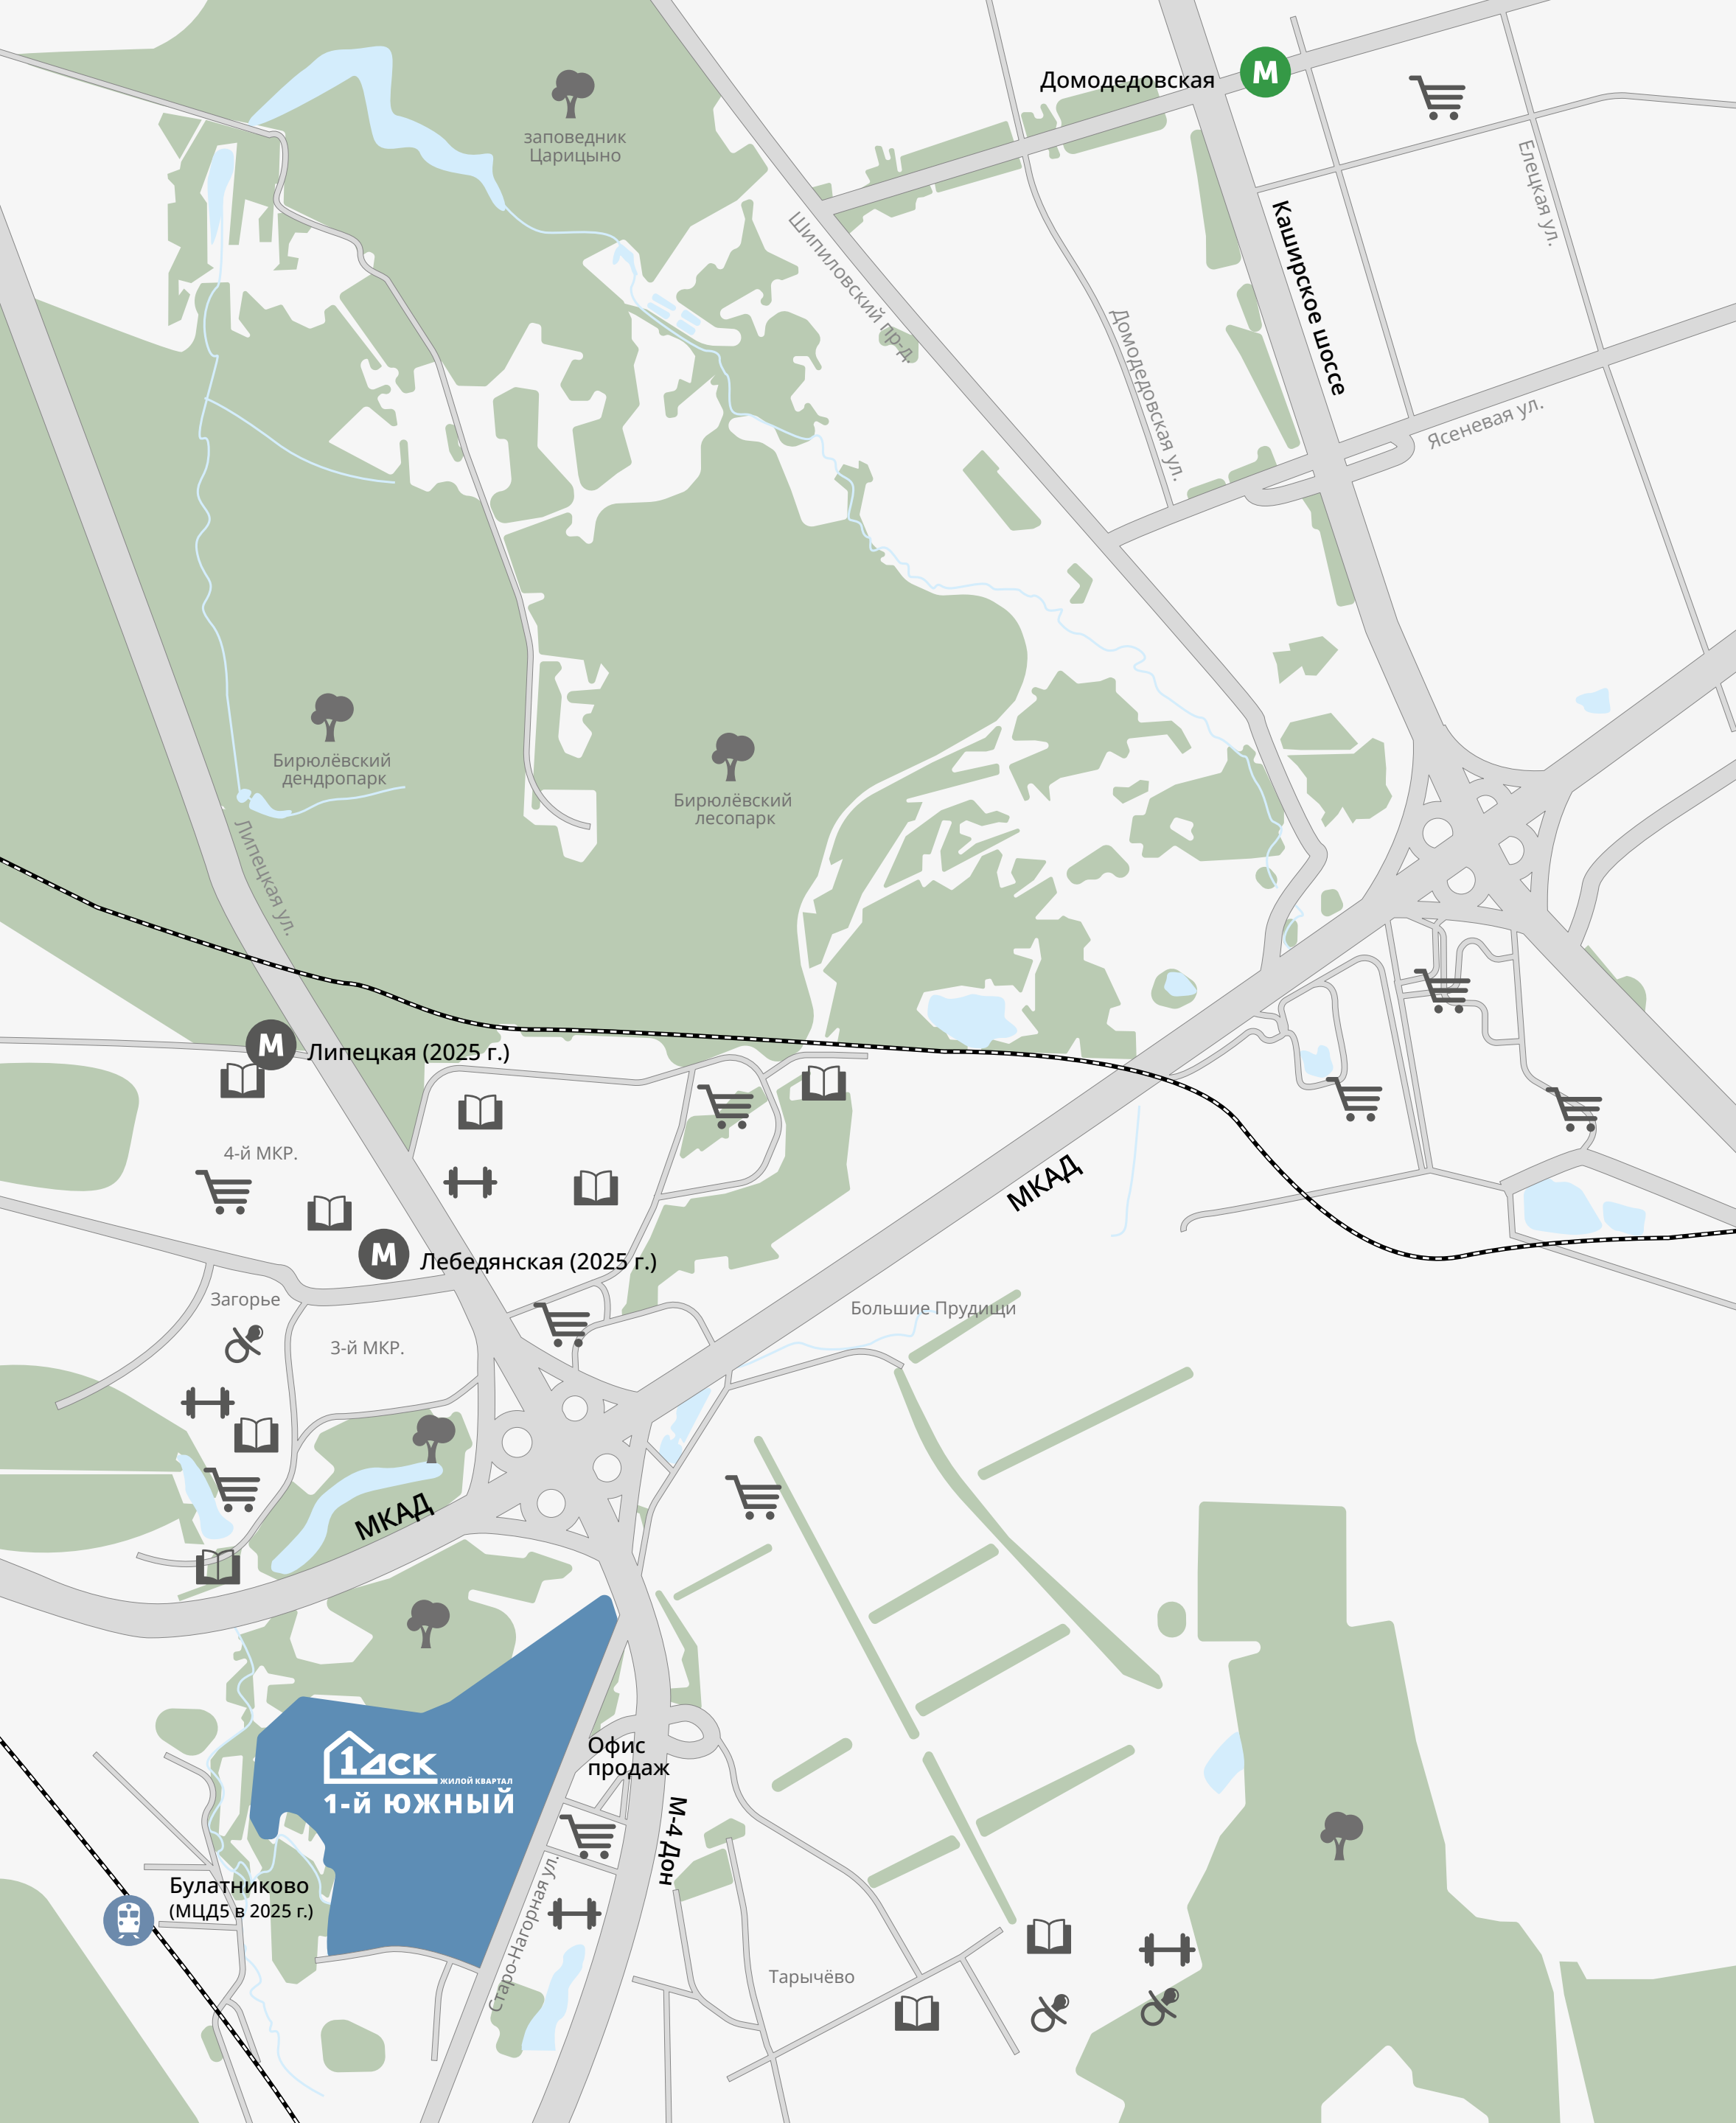 Домодедовская
заповедник
Царицыно
Елецкая ул.
Шипиловский пр-д.
Каширское шоссе
Домодедовская ул.
Ясеневая ул.
Бирюлёвский
дендропарк
Бирюлёвский
лесопарк
Липецкая ул.
М
Липецкая (2025 г.)
4-й МКР.
МКАД
М
Лебедянская (2025 г.)
Загорье
Большие Прудищи
3-й МКР.
МКАД
1ДСК
ЖИЛОЙ КВАРТАЛ
1-й ЮЖНЫЙ
Офис
продаж
М-4 Дон
Старо-Нагорная ул.
Булатниково
(МЦД5 в 2025 г.)
Тарычёво
М